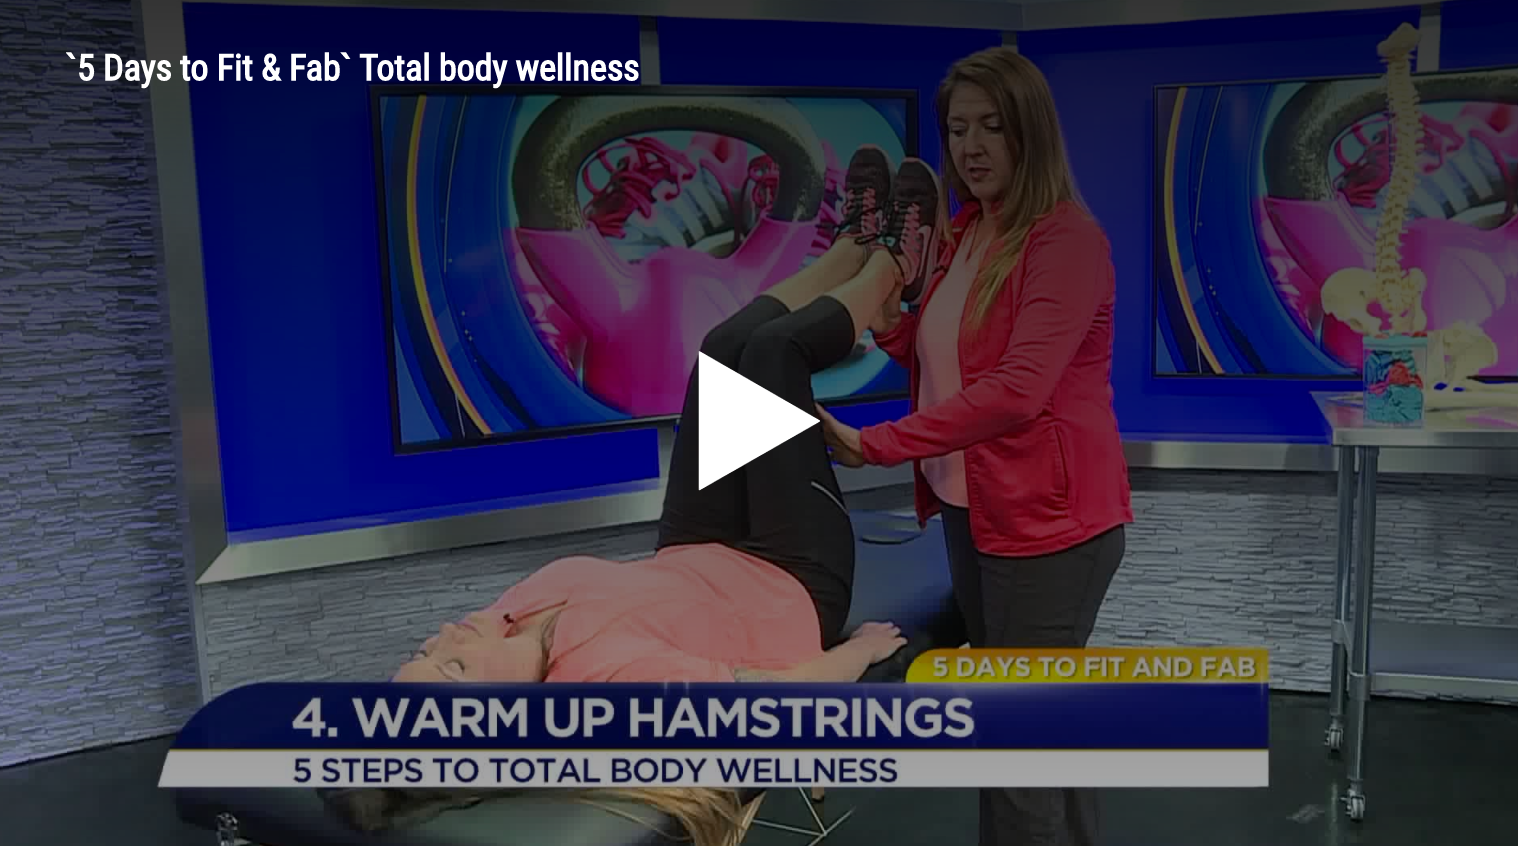 `5 Days to Fit & Fab` Total body wellness
5 DAYS TO FIT AND FAB
4. WARM UP HAMSTRINGS
5 STEPS TO TOTAL BODY WELLNESS